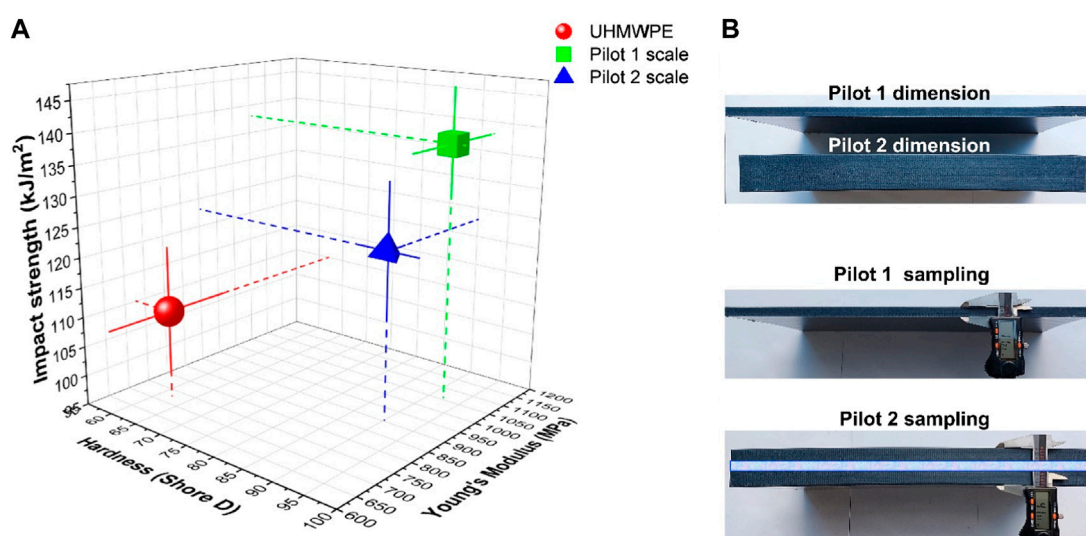 A
UHMWPE
Pilot 1 scale
Pilot 2 scale
B
Impact strength (kJ/m²)
145
140
135
130
125
120
115
110
105
100
95
60
65
70
75
80
85
90
95
100
Hardness (Shore D)
600
650
700
750
800
850
900
950
1000
1050
1100
1150
1200
Young's Modulus (MPa)
Pilot 1 dimension
Pilot 2 dimension
Pilot 1 sampling
Pilot 2 sampling